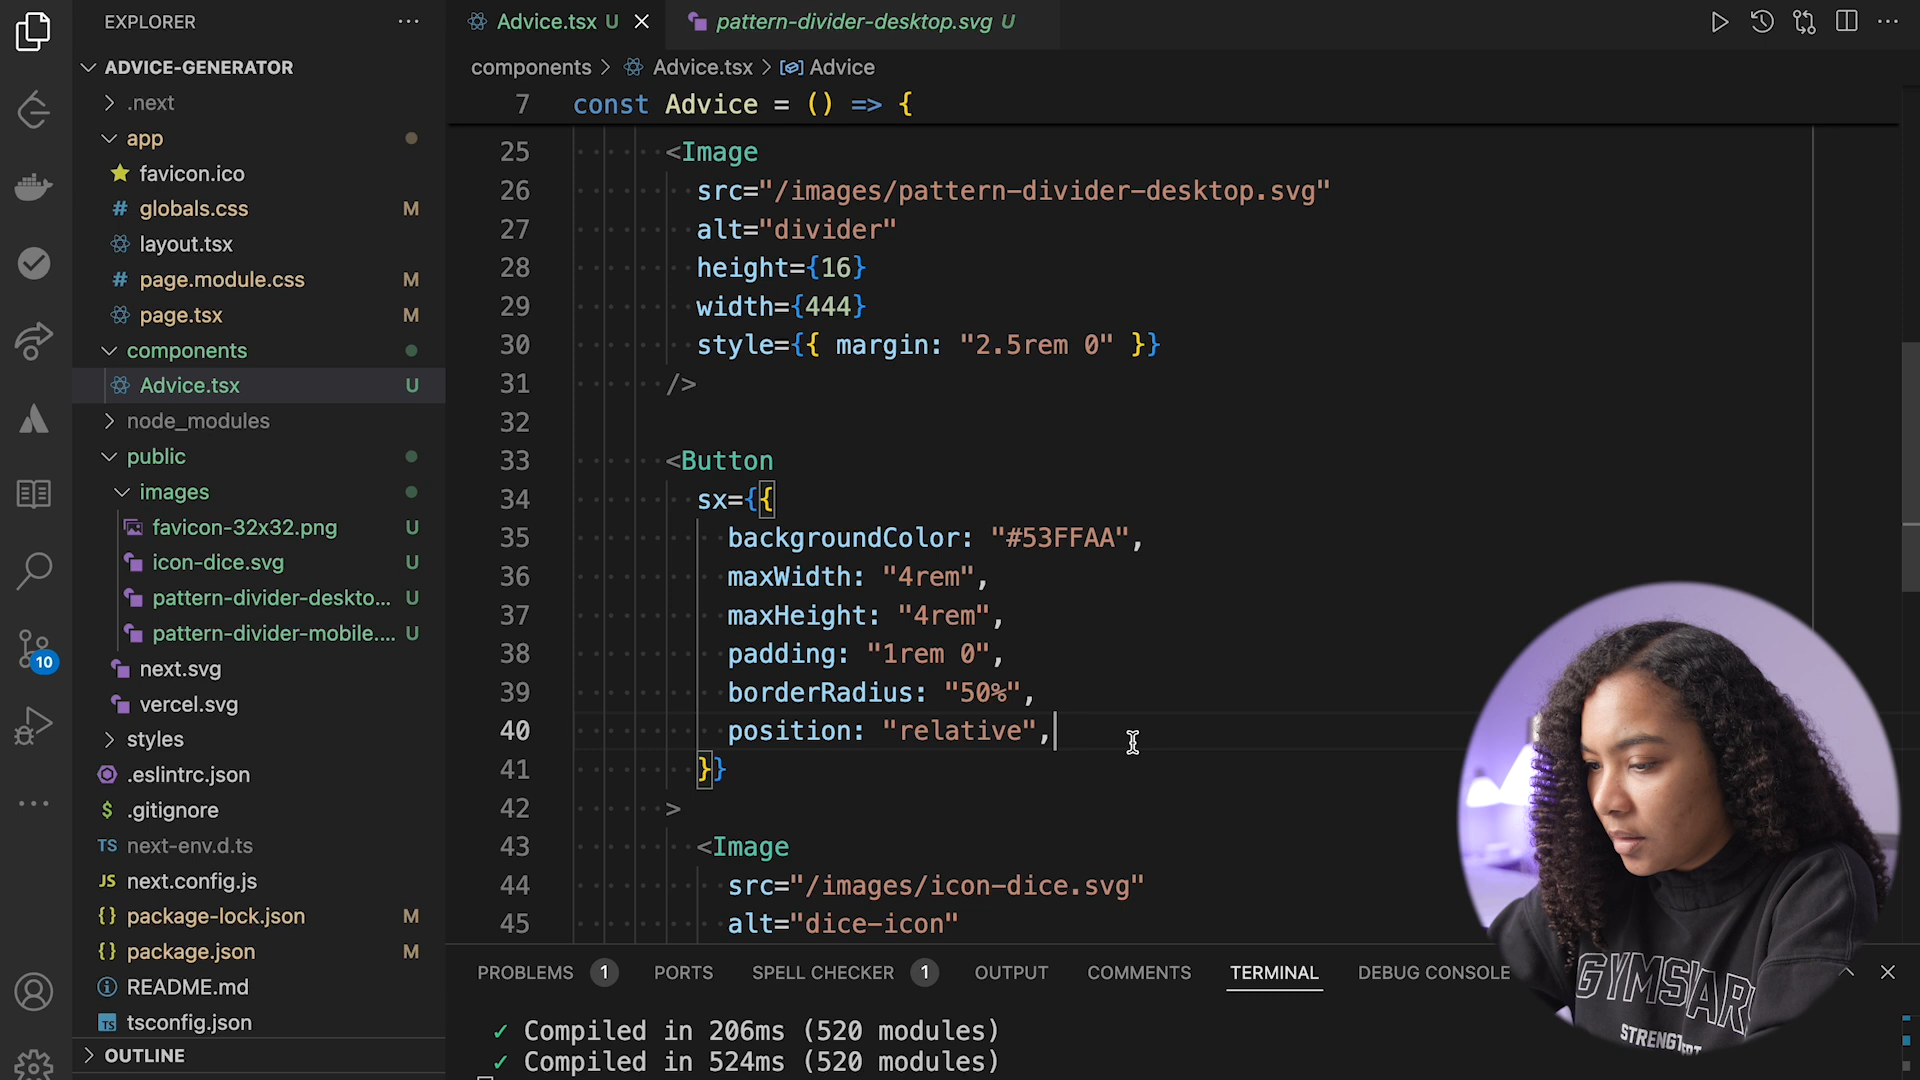 EXPLORER
ADVICE-GENERATOR
.next
app
favicon.ico
# globals.css M
layout.tsx
# page.module.css M
page.tsx M
components
Advice.tsx U
node_modules
public
images
favicon-32x32.png U
icon-dice.svg U
pattern-divider-deskto... U
pattern-divider-mobile.... U
next.svg
vercel.svg
styles
.eslintrc.json
$ .gitignore
TS next-env.d.ts
JS next.config.js
{} package-lock.json M
{} package.json M
README.md
TS tsconfig.json
OUTLINE
10
Advice.tsx U
pattern-divider-desktop.svg U
components > Advice.tsx > Advice
7 const Advice = () => {
25 <Image
26 src="/images/pattern-divider-desktop.svg"
27 alt="divider"
28 height={16}
29 width={444}
30 style={{ margin: "2.5rem 0" }}
31 />
32
33 <Button
34 sx={{
35 backgroundColor: "#53FFAA",
36 maxWidth: "4rem",
37 maxHeight: "4rem",
38 padding: "1rem 0",
39 borderRadius: "50%",
40 position: "relative",
41 }}
42 >
43 <Image
44 src="/images/icon-dice.svg"
45 alt="dice-icon"
PROBLEMS 1 PORTS SPELL CHECKER 1 OUTPUT COMMENTS TERMINAL DEBUG CONSOLE
✓ Compiled in 206ms (520 modules)
✓ Compiled in 524ms (520 modules)